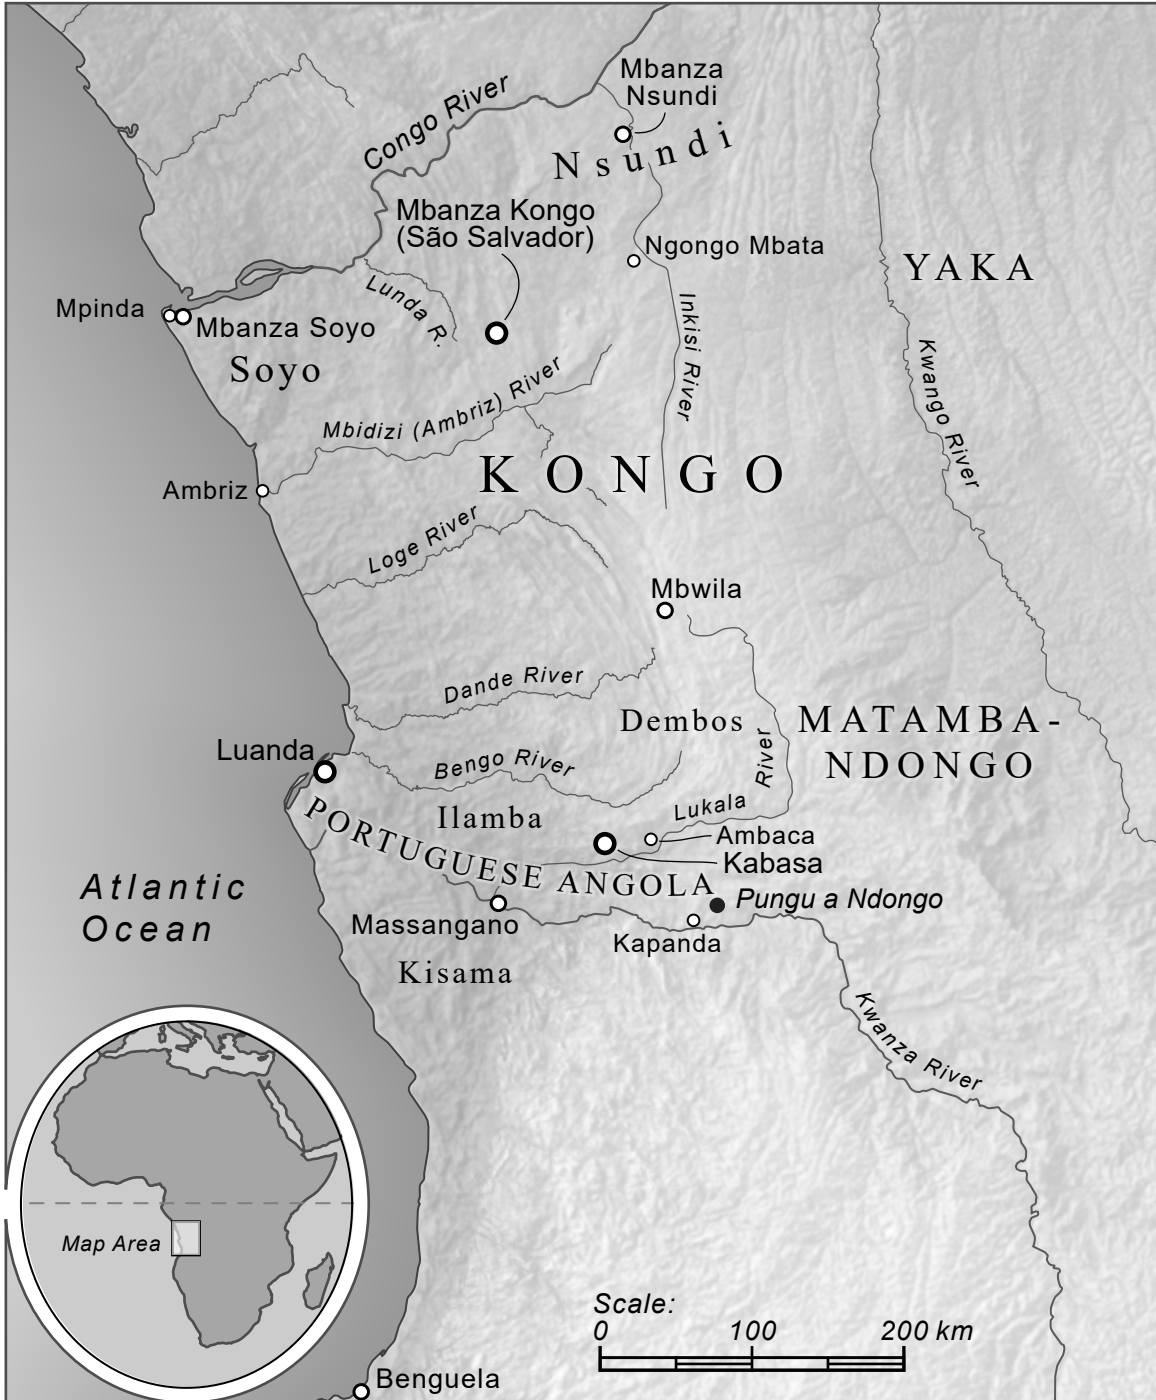 Mbanza
Nsundi
Congo River
Nsundi
Mbanza Kongo
(São Salvador)
Ngongo Mbata
YAKA
Lunda R.
Inkisi River
Mpinda
Mbanza Soyo
Soyo
Kwango River
Mbidizi (Ambriz) River
KONGO
Ambriz
Loge River
Mbwila
Dande River
Dembos
MATAMBA-
NDONGO
Luanda
Bengo River
Lukala River
Ilamba
PORTUGUESE ANGOLA
Ambaca
Kabasa
Atlantic
Ocean
Pungu a Ndongo
Massangano
Kapanda
Kisama
Kwanza River
Map Area
Scale:
0 100 200 km
Benguela